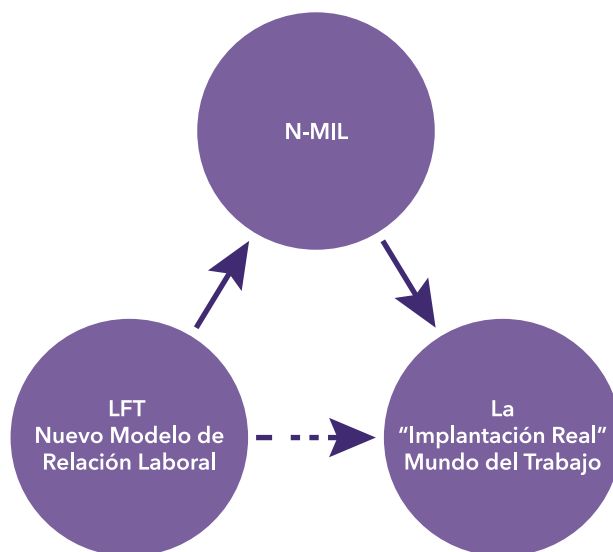 N-MIL
LFT
Nuevo Modelo de
Relación Laboral
La
“Implantación Real”
Mundo del Trabajo